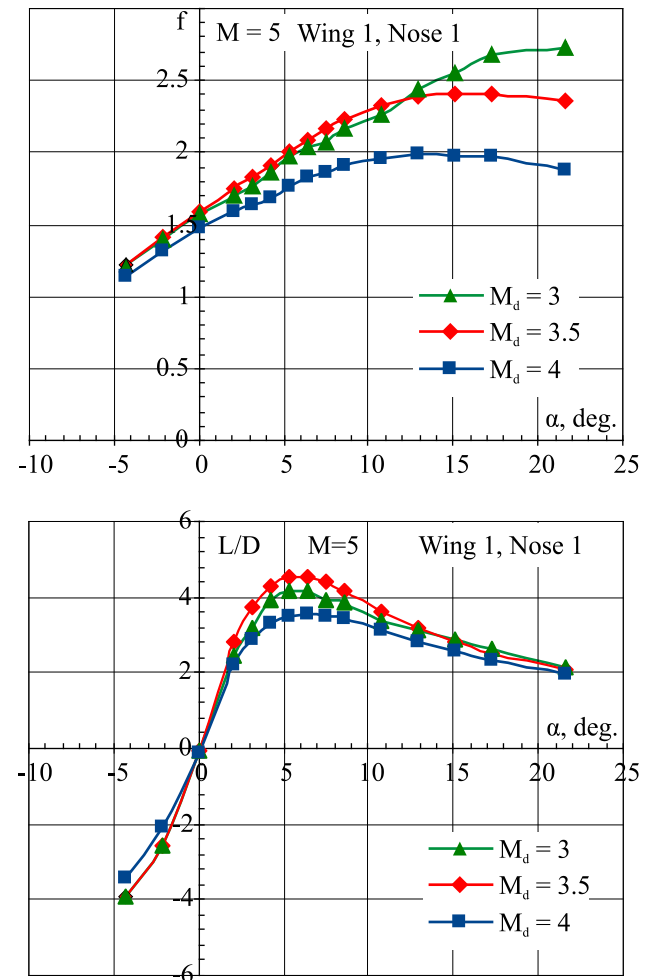 f M = 5 Wing 1, Nose 1
2.5
2
1.5
1
M_d = 3
M_d = 3.5
0.5
M_d = 4
α, deg.
0
-10 -5 0 5 10 15 20 25
6
L/D M=5 Wing 1, Nose 1
4
2
α, deg.
0
-10 -5 0 5 10 15 20 25
-2
M_d = 3
M_d = 3.5
-4
M_d = 4
-6